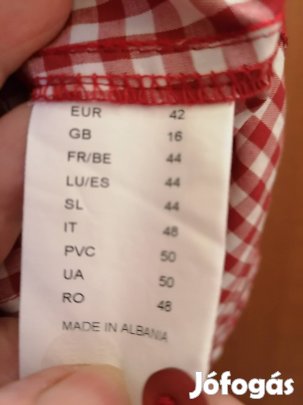 EUR 42
GB 16
FR/BE 44
LU/ES 44
SL 44
IT 48
PVC 50
UA 50
RO 48
MADE IN ALBANIA
Jófogás